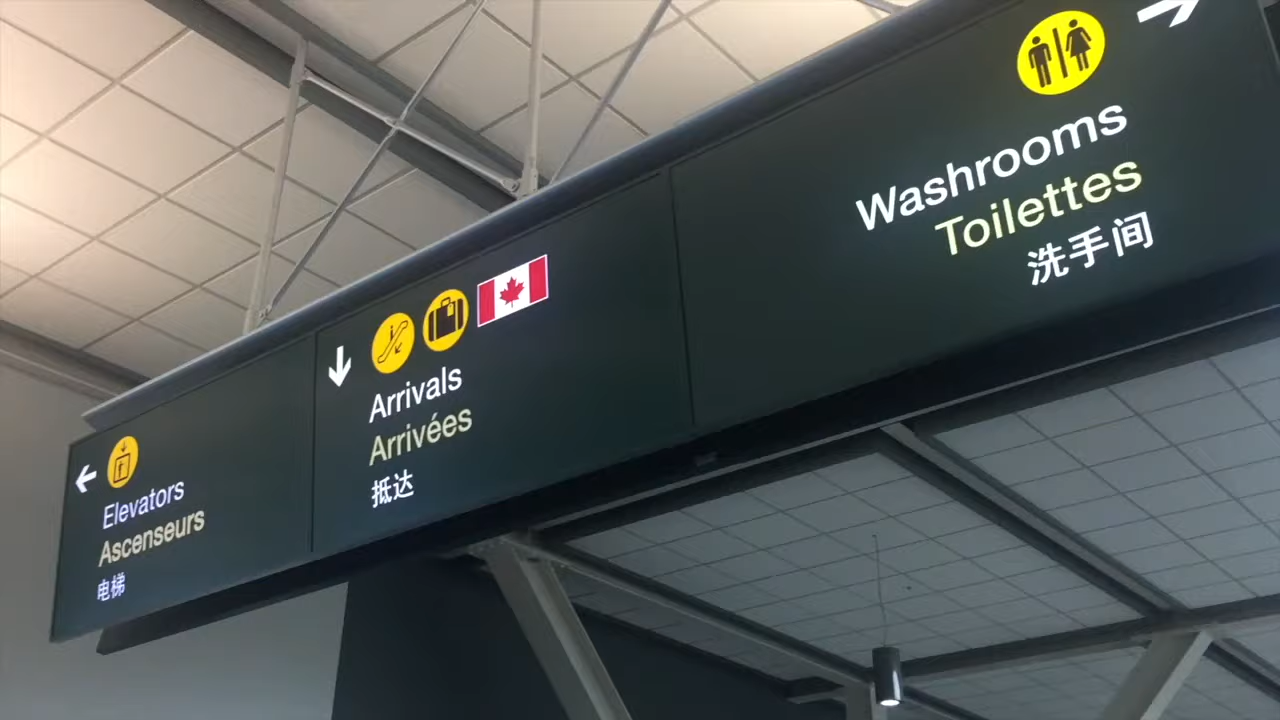 Elevators
Ascenseurs
电梯
Arrivals
Arrivées
抵达
Washrooms
Toilettes
洗手间